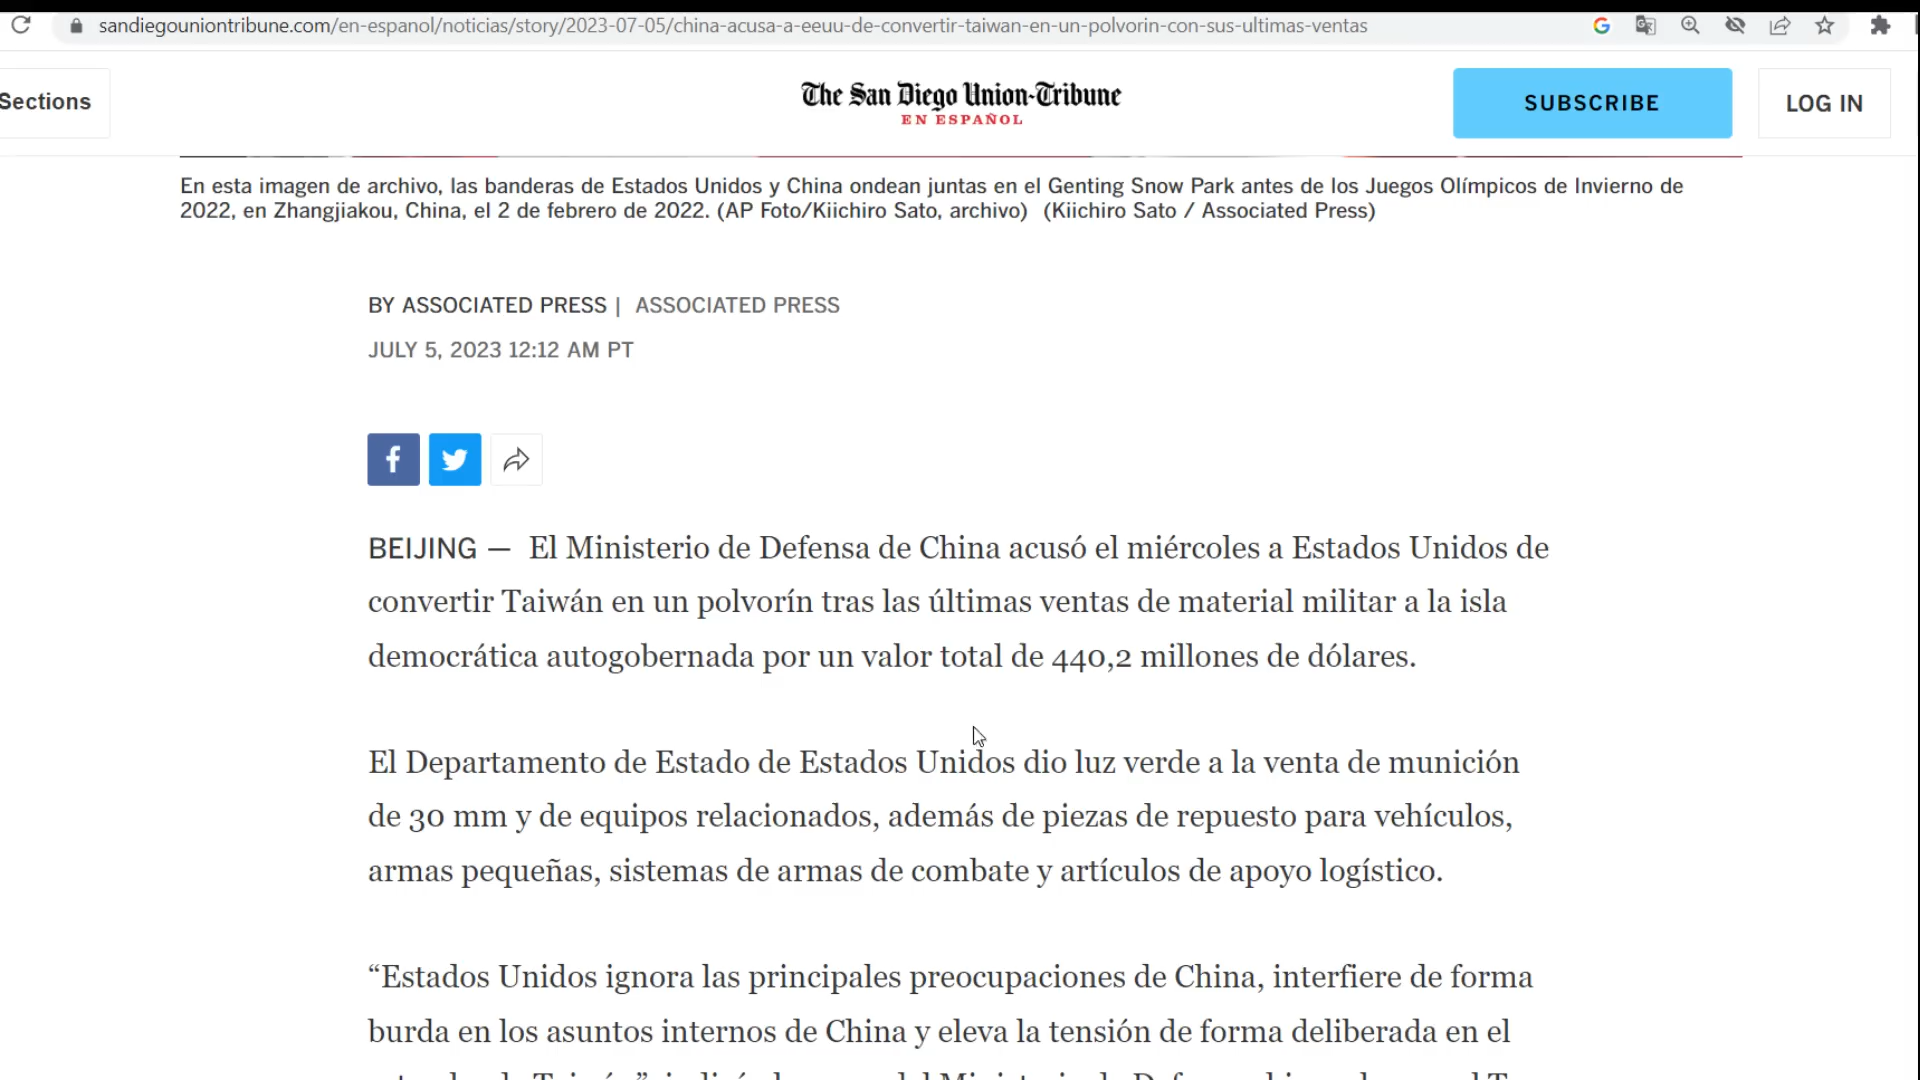 sandiegouniontribune.com/en-espanol/noticias/story/2023-07-05/china-acusa-a-eeuu-de-convertir-taiwan-en-un-polvorin-con-sus-ultimas-ventas
Sections
The San Diego Union-Tribune
EN ESPAÑOL
SUBSCRIBE
LOG IN
En esta imagen de archivo, las banderas de Estados Unidos y China ondean juntas en el Genting Snow Park antes de los Juegos Olímpicos de Invierno de
2022, en Zhangjiakou, China, el 2 de febrero de 2022. (AP Foto/Kiichiro Sato, archivo) (Kiichiro Sato / Associated Press)
BY ASSOCIATED PRESS | ASSOCIATED PRESS
JULY 5, 2023 12:12 AM PT
BEIJING — El Ministerio de Defensa de China acusó el miércoles a Estados Unidos de
convertir Taiwán en un polvorín tras las últimas ventas de material militar a la isla
democrática autogobernada por un valor total de 440,2 millones de dólares.
El Departamento de Estado de Estados Unidos dio luz verde a la venta de munición
de 30 mm y de equipos relacionados, además de piezas de repuesto para vehículos,
armas pequeñas, sistemas de armas de combate y artículos de apoyo logístico.
“Estados Unidos ignora las principales preocupaciones de China, interfiere de forma
burda en los asuntos internos de China y eleva la tensión de forma deliberada en el